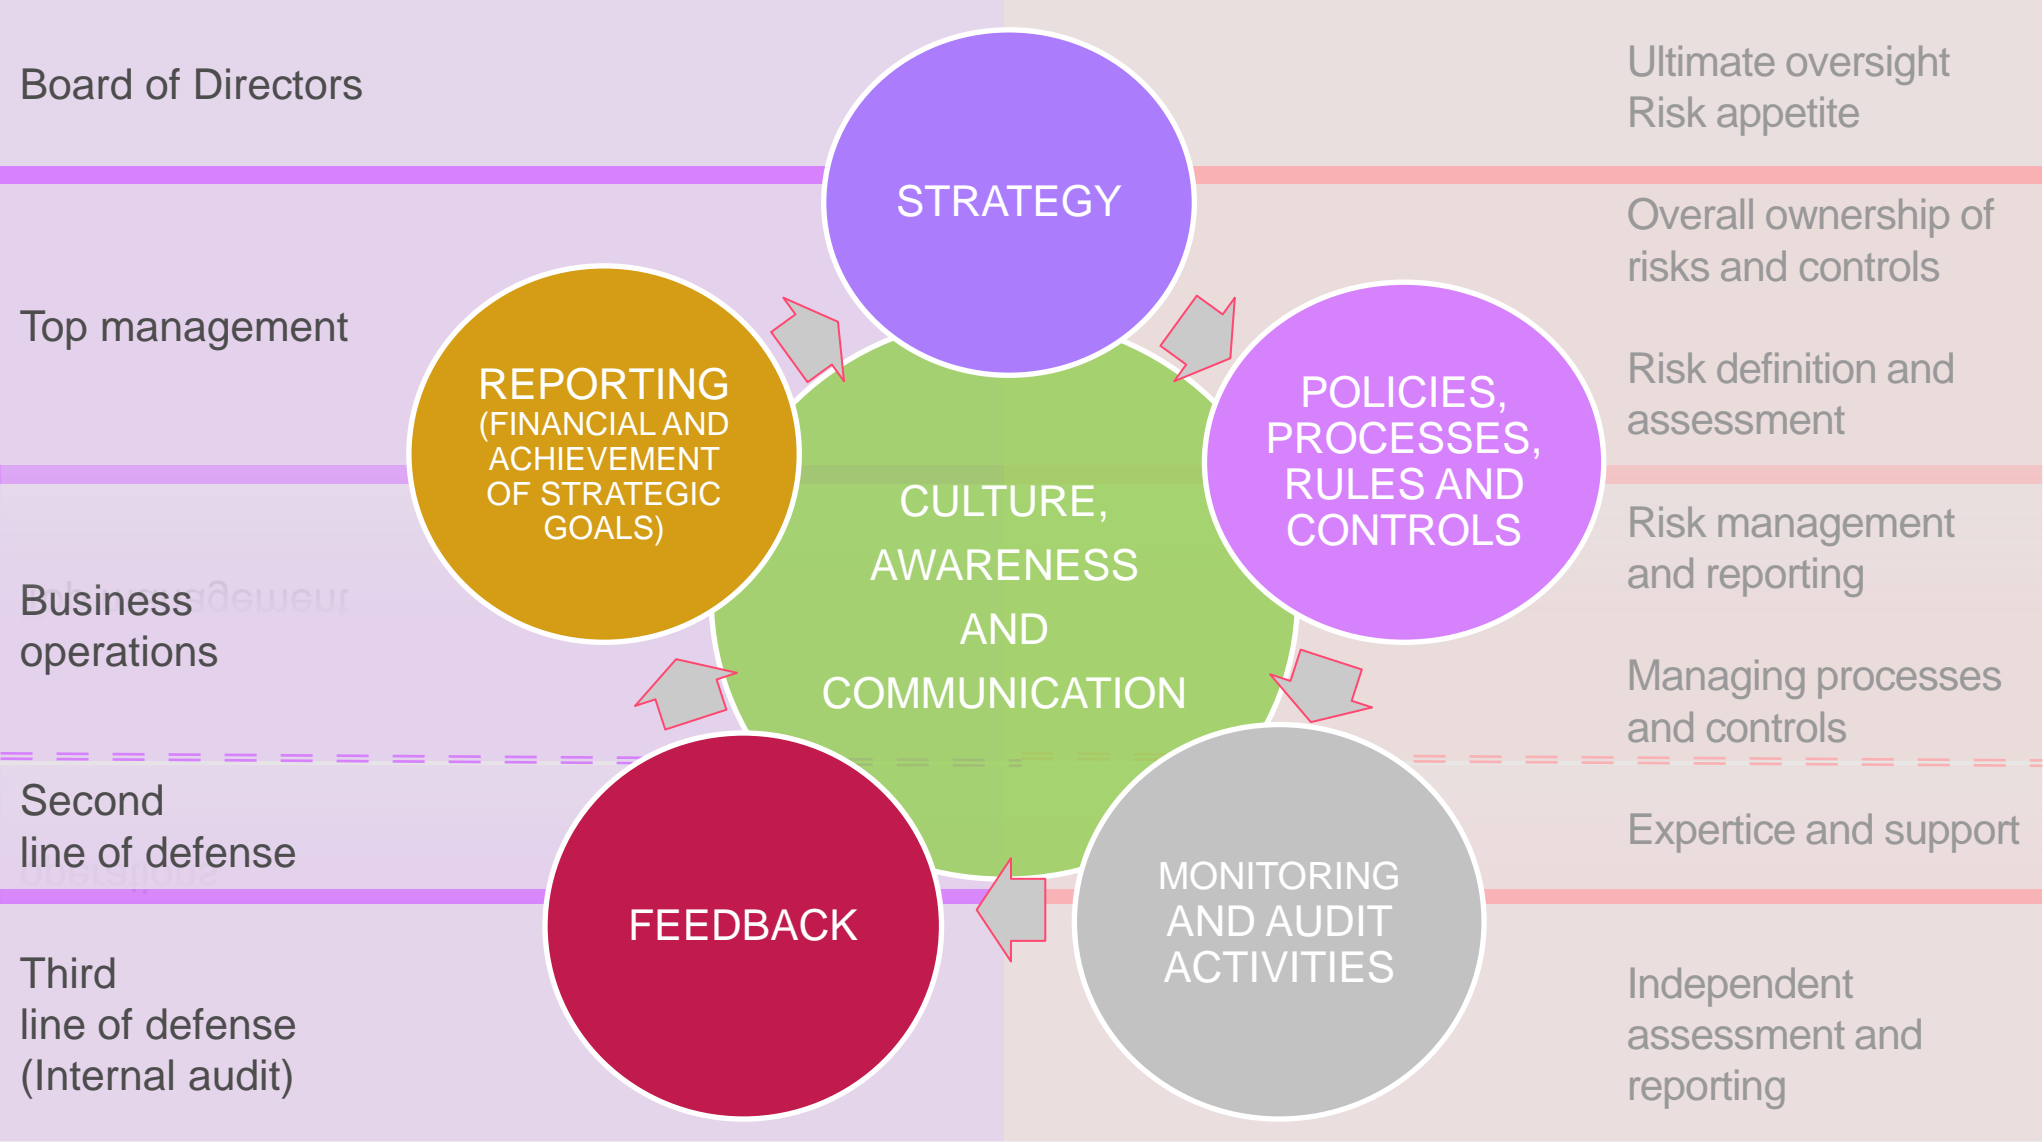 Board of Directors
Top management
Business
operations
Second
line of defense
Third
line of defense
(Internal audit)
STRATEGY
REPORTING
(FINANCIAL AND
ACHIEVEMENT
OF STRATEGIC
GOALS)
POLICIES,
PROCESSES,
RULES AND
CONTROLS
CULTURE,
AWARENESS
AND
COMMUNICATION
FEEDBACK
MONITORING
AND AUDIT
ACTIVITIES
Ultimate oversight
Risk appetite
Overall ownership of
risks and controls
Risk definition and
assessment
Risk management
and reporting
Managing processes
and controls
Expertice and support
Independent
assessment and
reporting